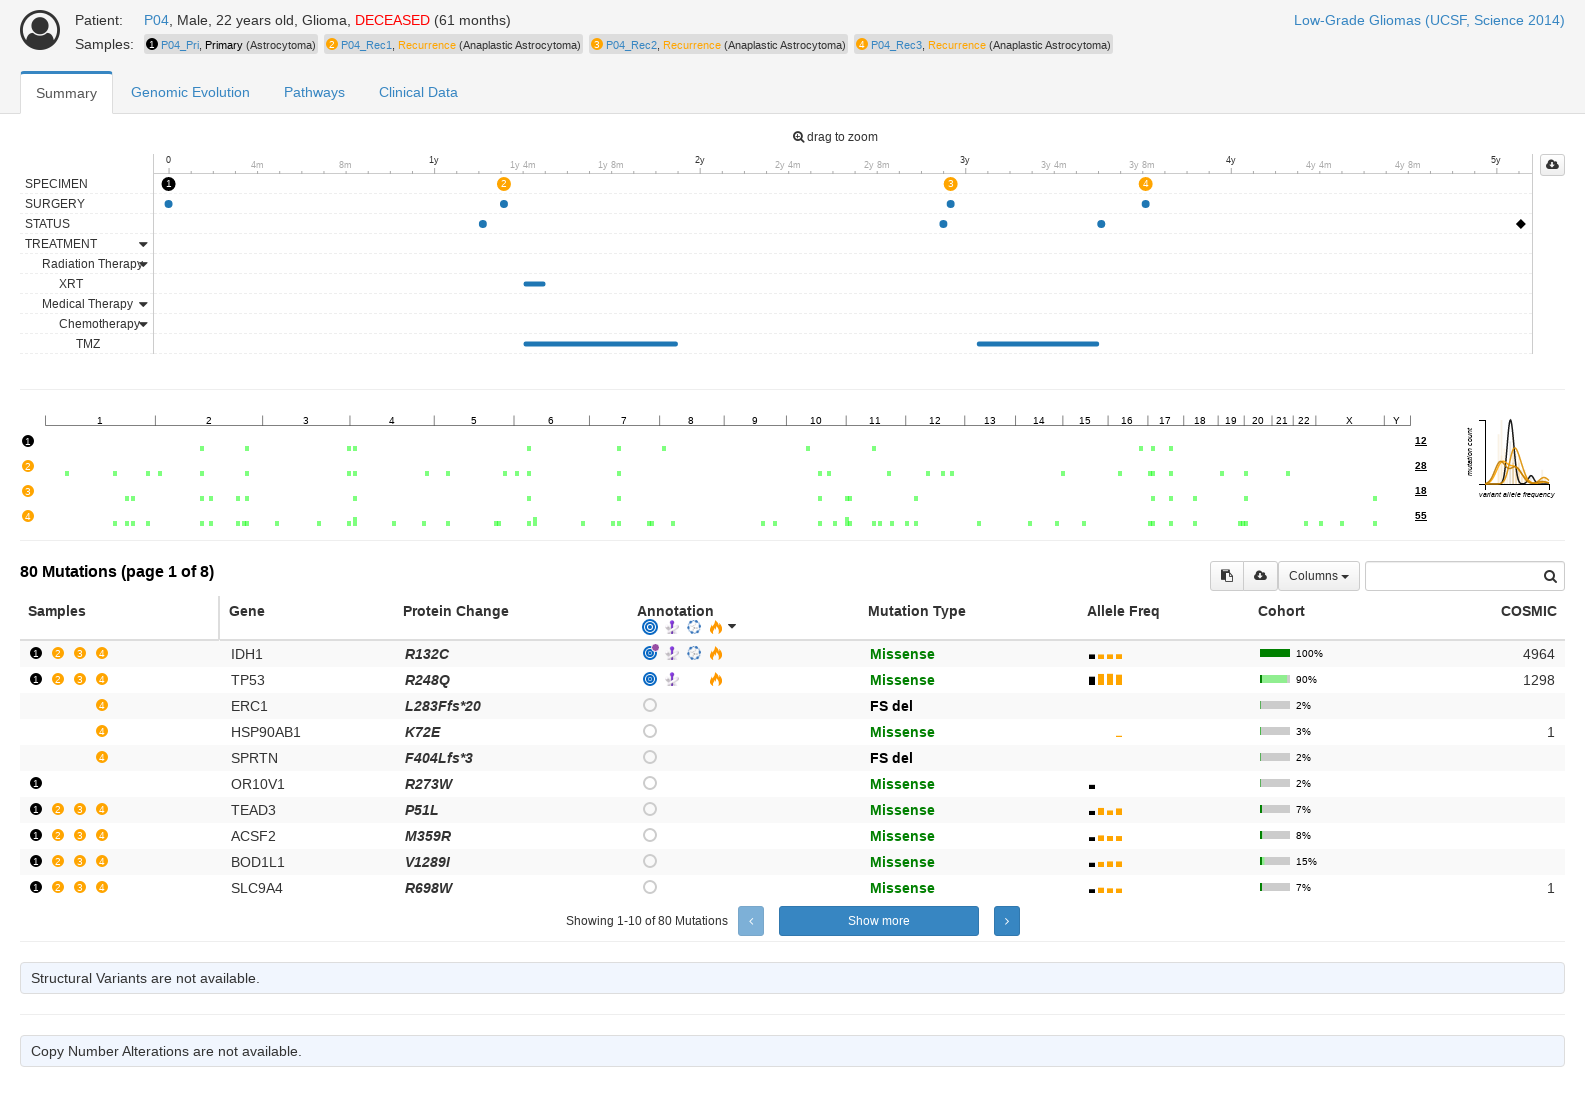 Patient: P04, Male, 22 years old, Glioma, DECEASED (61 months) Low-Grade Gliomas (UCSF, Science 2014)
Samples: 1 P04_Pri, Primary (Astrocytoma) 2 P04_Rec1, Recurrence (Anaplastic Astrocytoma) 3 P04_Rec2, Recurrence (Anaplastic Astrocytoma) 4 P04_Rec3, Recurrence (Anaplastic Astrocytoma)
Summary Genomic Evolution Pathways Clinical Data
drag to zoom
0 4m 8m 1y 1y 4m 1y 8m 2y 2y 4m 2y 8m 3y 3y 4m 3y 8m 4y 4y 4m 4y 8m 5y
SPECIMEN 1 2 3 4
SURGERY
STATUS
TREATMENT
Radiation Therapy
XRT
Medical Therapy
Chemotherapy
TMZ
1 2 3 4 5 6 7 8 9 10 11 12 13 14 15 16 17 18 19 20 21 22 X Y
1 12
2 28
3 18
4 55
mutation count
variant allele frequency
80 Mutations (page 1 of 8) Columns
Samples Gene Protein Change Annotation Mutation Type Allele Freq Cohort COSMIC
1 2 3 4 IDH1 R132C Missense 100% 4964
1 2 3 4 TP53 R248Q Missense 90% 1298
4 ERC1 L283Ffs*20 FS del 2%
4 HSP90AB1 K72E Missense 3% 1
4 SPRTN F404Lfs*3 FS del 2%
1 OR10V1 R273W Missense 2%
1 2 3 4 TEAD3 P51L Missense 7%
1 2 3 4 ACSF2 M359R Missense 8%
1 2 3 4 BOD1L1 V1289I Missense 15%
1 2 3 4 SLC9A4 R698W Missense 7% 1
Showing 1-10 of 80 Mutations Show more
Structural Variants are not available.
Copy Number Alterations are not available.